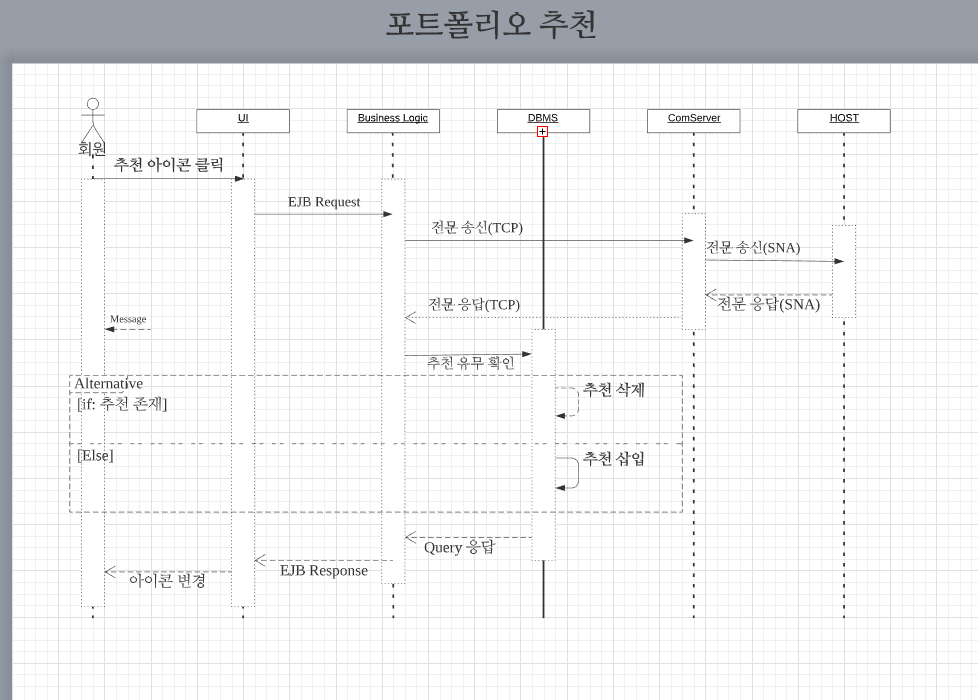 포트폴리오 추천
회원
UI
Business Logic
DBMS
ComServer
HOST
추천 아이콘 클릭
EJB Request
전문 송신(TCP)
전문 송신(SNA)
전문 응답(SNA)
전문 응답(TCP)
Message
추천 유무 확인
Alternative
[if: 추천 존재]
추천 삭제
[Else]
추천 삽입
Query 응답
EJB Response
아이콘 변경